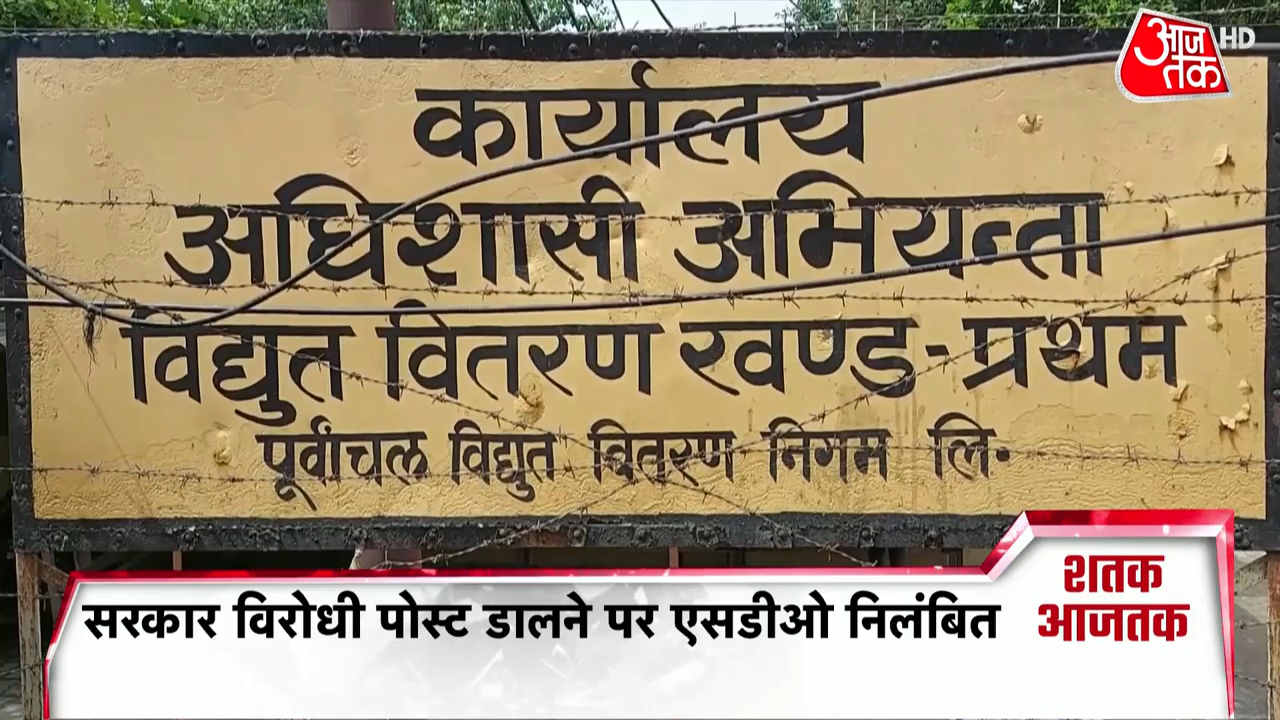 आज
तक HD
कार्यालय
अधिशासी अभियन्ता
विद्युत वितरण खण्ड-प्रथम
पूर्वांचल विद्युत वितरण निगम लि.
सरकार विरोधी पोस्ट डालने पर एसडीओ निलंबित
शतक
आजतक